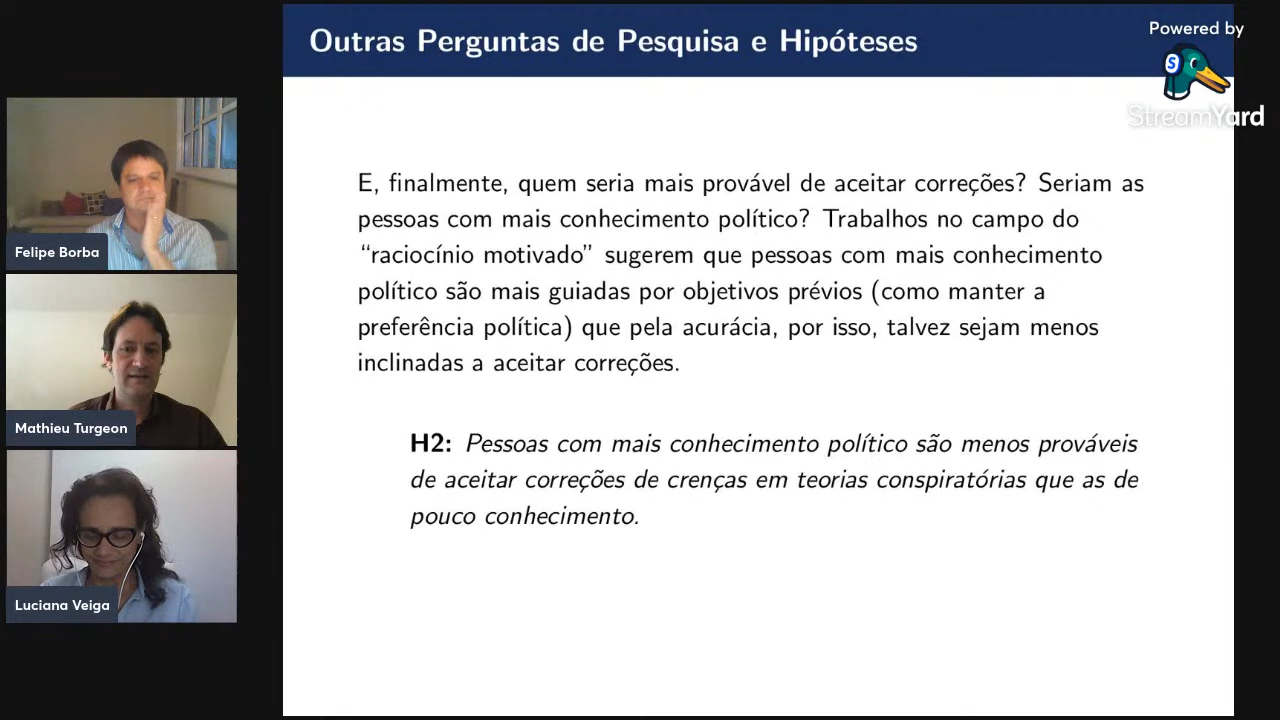 Outras Perguntas de Pesquisa e Hipóteses
Powered by
S
StreamYard
E, finalmente, quem seria mais provável de aceitar correções? Seriam as
pessoas com mais conhecimento político? Trabalhos no campo do
“raciocínio motivado” sugerem que pessoas com mais conhecimento
político são mais guiadas por objetivos prévios (como manter a
preferência política) que pela acurácia, por isso, talvez sejam menos
inclinadas a aceitar correções.
H2: Pessoas com mais conhecimento político são menos prováveis
de aceitar correções de crenças em teorias conspiratórias que as de
pouco conhecimento.
Felipe Borba
Mathieu Turgeon
Luciana Veiga